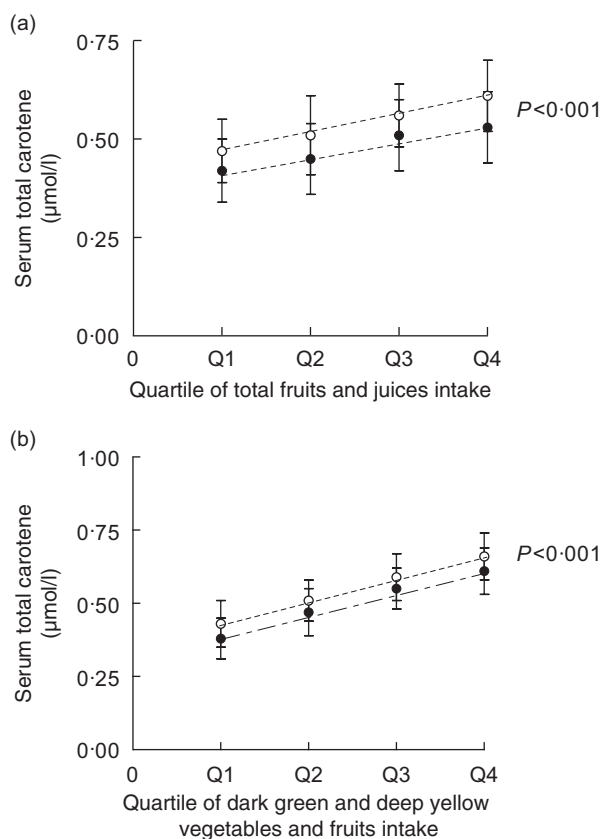 (a)
0·75
0·50
0·25
0·00
Serum total carotene
(µmol/l)
P<0·001
0
Q1
Q2
Q3
Q4
Quartile of total fruits and juices intake
(b)
1·00
0·75
0·50
0·25
0·00
Serum total carotene
(µmol/l)
P<0·001
0
Q1
Q2
Q3
Q4
Quartile of dark green and deep yellow
vegetables and fruits intake